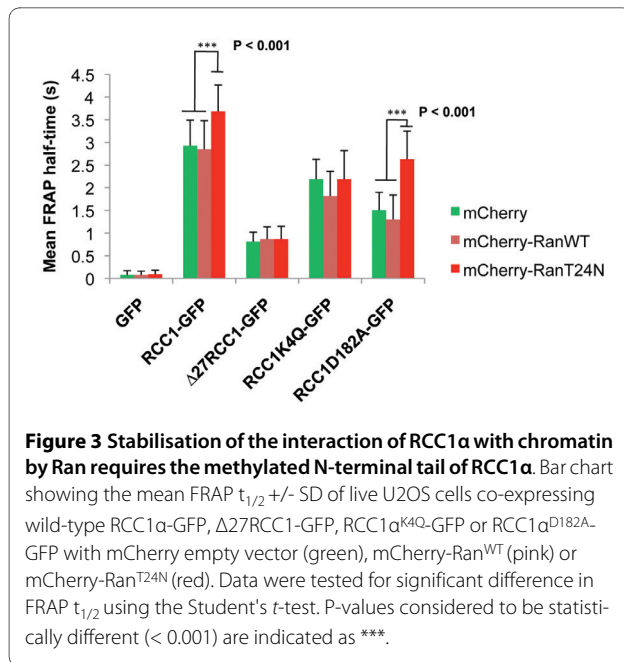 *** P < 0.001
4.5
4
3.5
3
2.5
2
1.5
1
0.5
0
Mean FRAP half-time (s)
*** P < 0.001
mCherry
mCherry-RanWT
mCherry-RanT24N
GFP
RCC1-GFP
Δ27RCC1-GFP
RCC1K4Q-GFP
RCC1D182A-GFP
Figure 3 Stabilisation of the interaction of RCC1α with chromatin
by Ran requires the methylated N-terminal tail of RCC1α. Bar chart
showing the mean FRAP t1/2 +/- SD of live U2OS cells co-expressing
wild-type RCC1α-GFP, Δ27RCC1-GFP, RCC1αK4Q-GFP or RCC1αD182A-
GFP with mCherry empty vector (green), mCherry-RanWT (pink) or
mCherry-RanT24N (red). Data were tested for significant difference in
FRAP t1/2 using the Student's t-test. P-values considered to be statisti-
cally different (< 0.001) are indicated as ***.